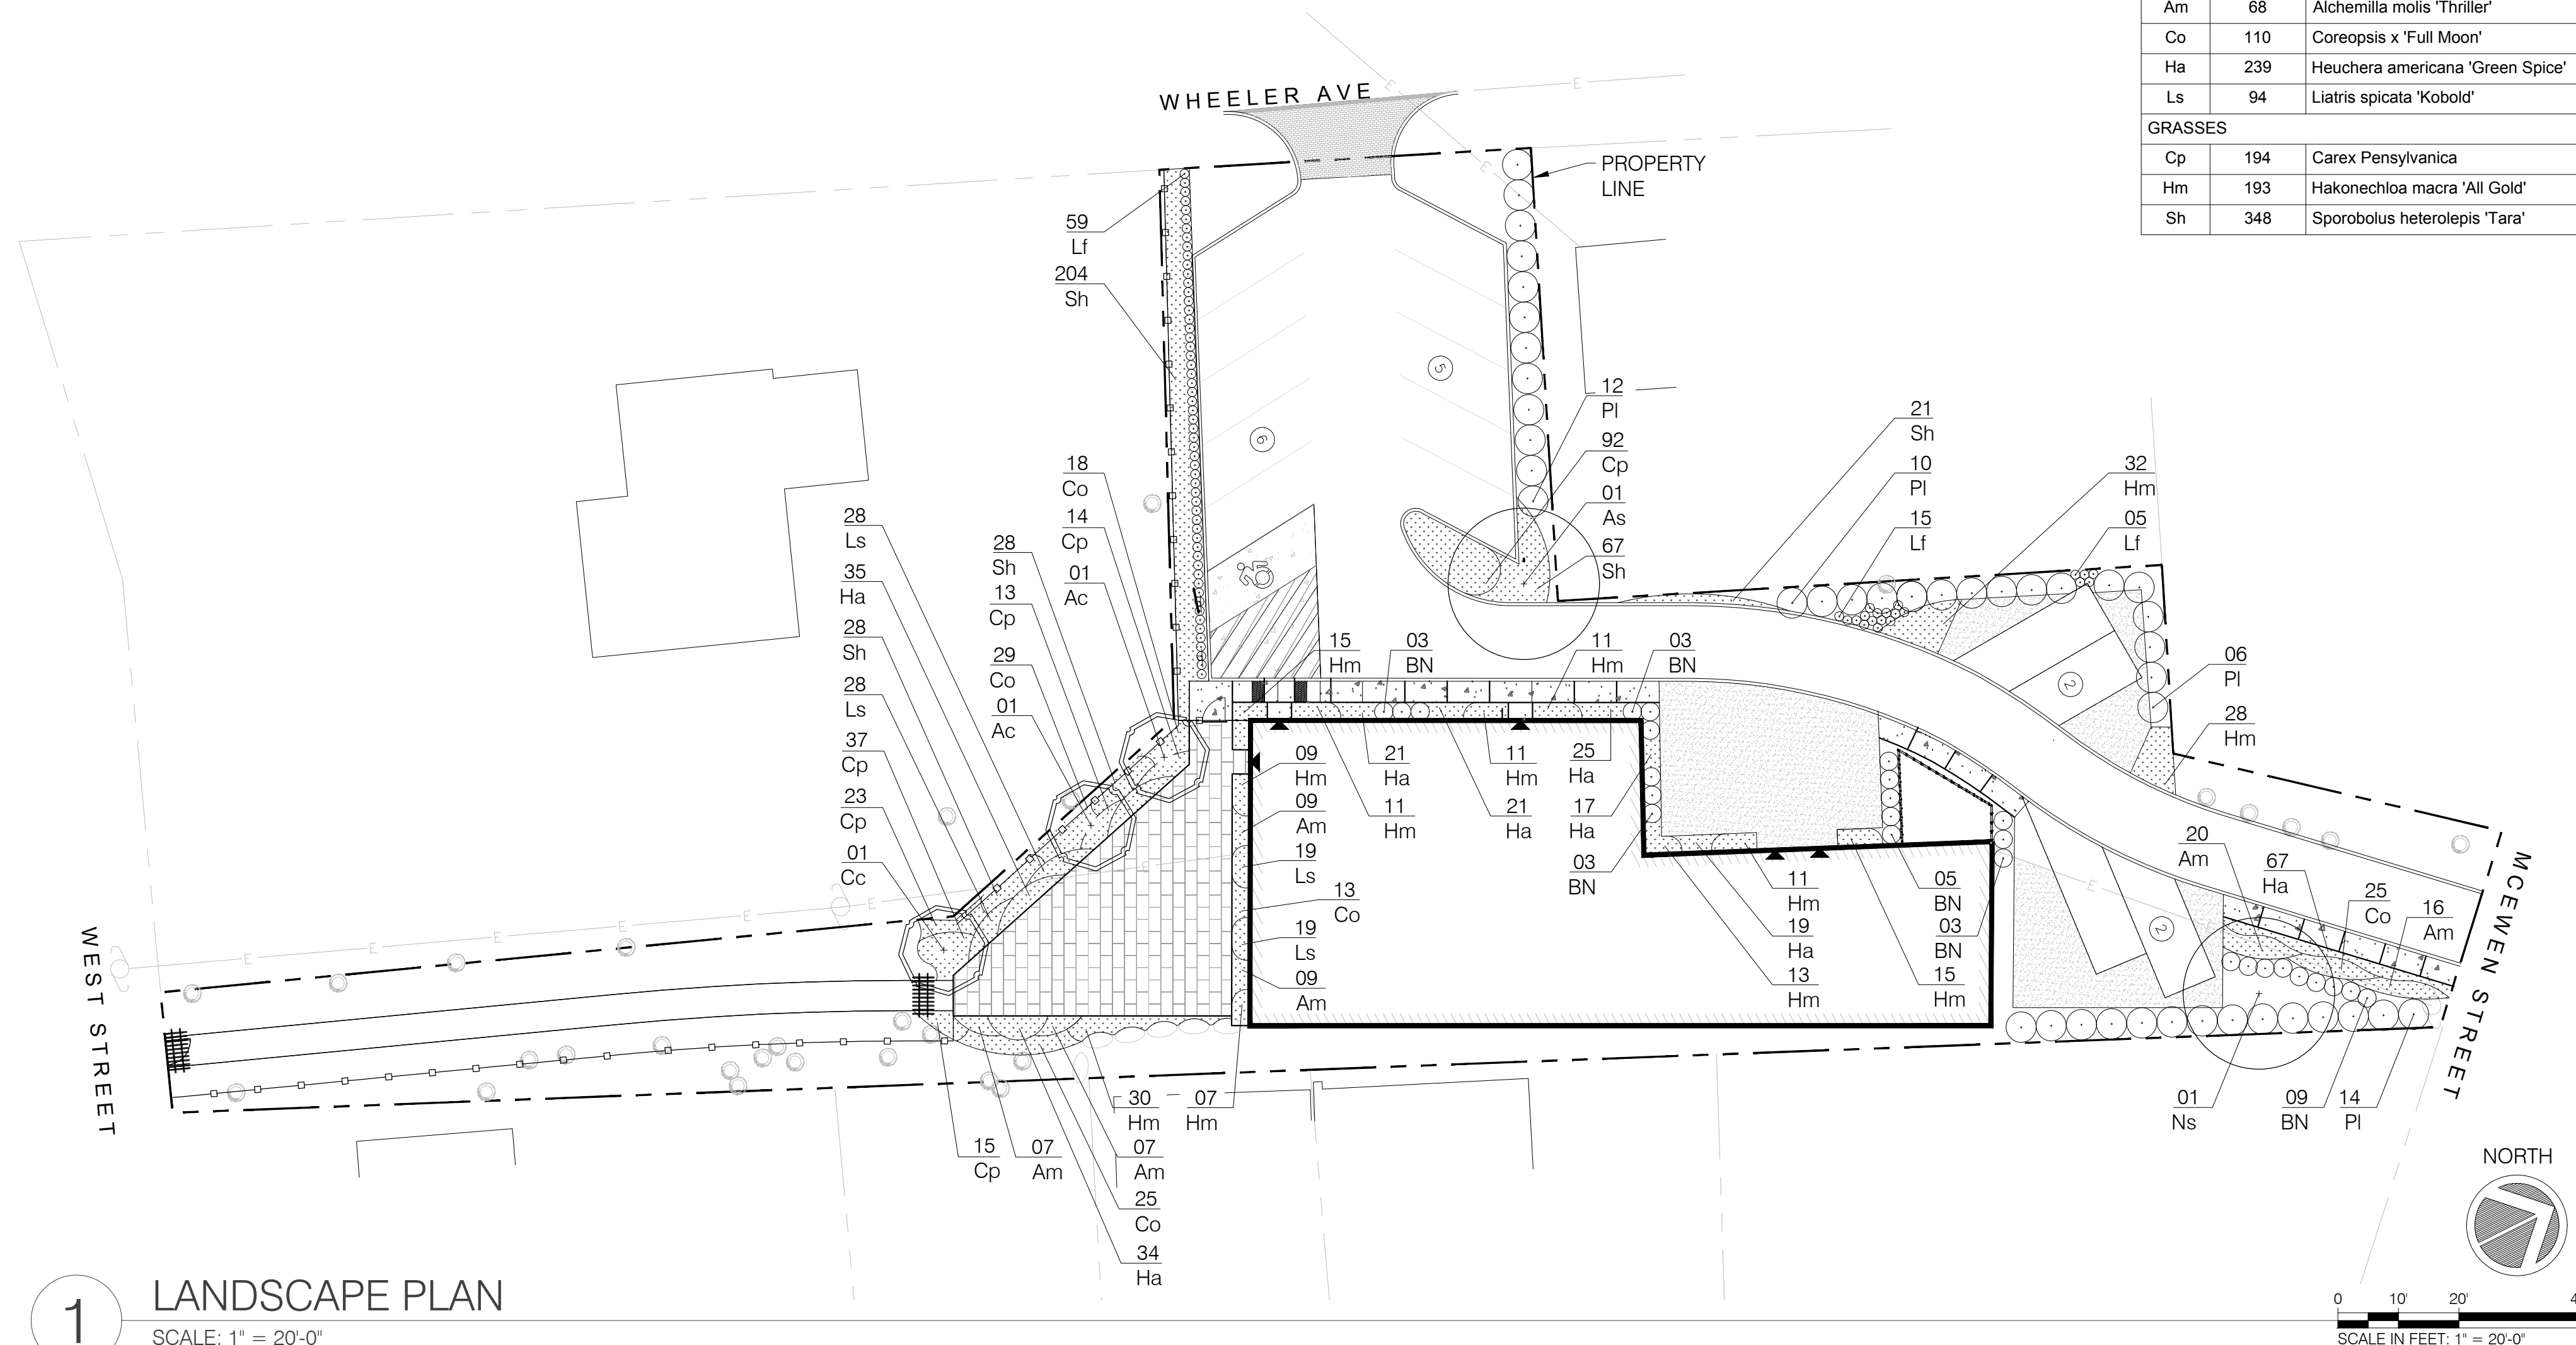 Am 68 Alchemilla molis 'Thriller'
Co 110 Coreopsis x 'Full Moon'
Ha 239 Heuchera americana 'Green Spice'
Ls 94 Liatris spicata 'Kobold'
GRASSES
Cp 194 Carex Pensylvanica
Hm 193 Hakonechloa macra 'All Gold'
Sh 348 Sporobolus heterolepis 'Tara'
WHEELER AVE
E
E
E
PROPERTY
LINE
59
Lf
204
Sh
5
6
12
Pl
92
Cp
01
As
67
Sh
21
Sh
10
Pl
15
Lf
32
Hm
05
Lf
18
Co
14
Cp
01
Ac
28
Sh
13
Cp
29
Co
01
Ac
28
Ls
35
Ha
28
Sh
28
Ls
37
Cp
23
Cp
01
Cc
15
Hm
03
BN
11
Hm
03
BN
2
06
Pl
28
Hm
09
Hm
21
Ha
11
Hm
25
Ha
09
Am
11
Hm
21
Ha
17
Ha
19
Ls
03
BN
13
Co
19
Ls
09
Am
11
Hm
05
BN
19
Ha
03
BN
13
Hm
15
Hm
2
E
20
Am
67
Ha
25
Co
16
Am
MCEWEN STREET
WEST STREET
E
E
E
E
E
E
30
Hm
07
Hm
15
Cp
07
Am
07
Am
25
Co
34
Ha
01
Ns
09
BN
14
Pl
NORTH
1
LANDSCAPE PLAN
SCALE: 1" = 20'-0"
0 10' 20' 4
SCALE IN FEET: 1" = 20'-0"